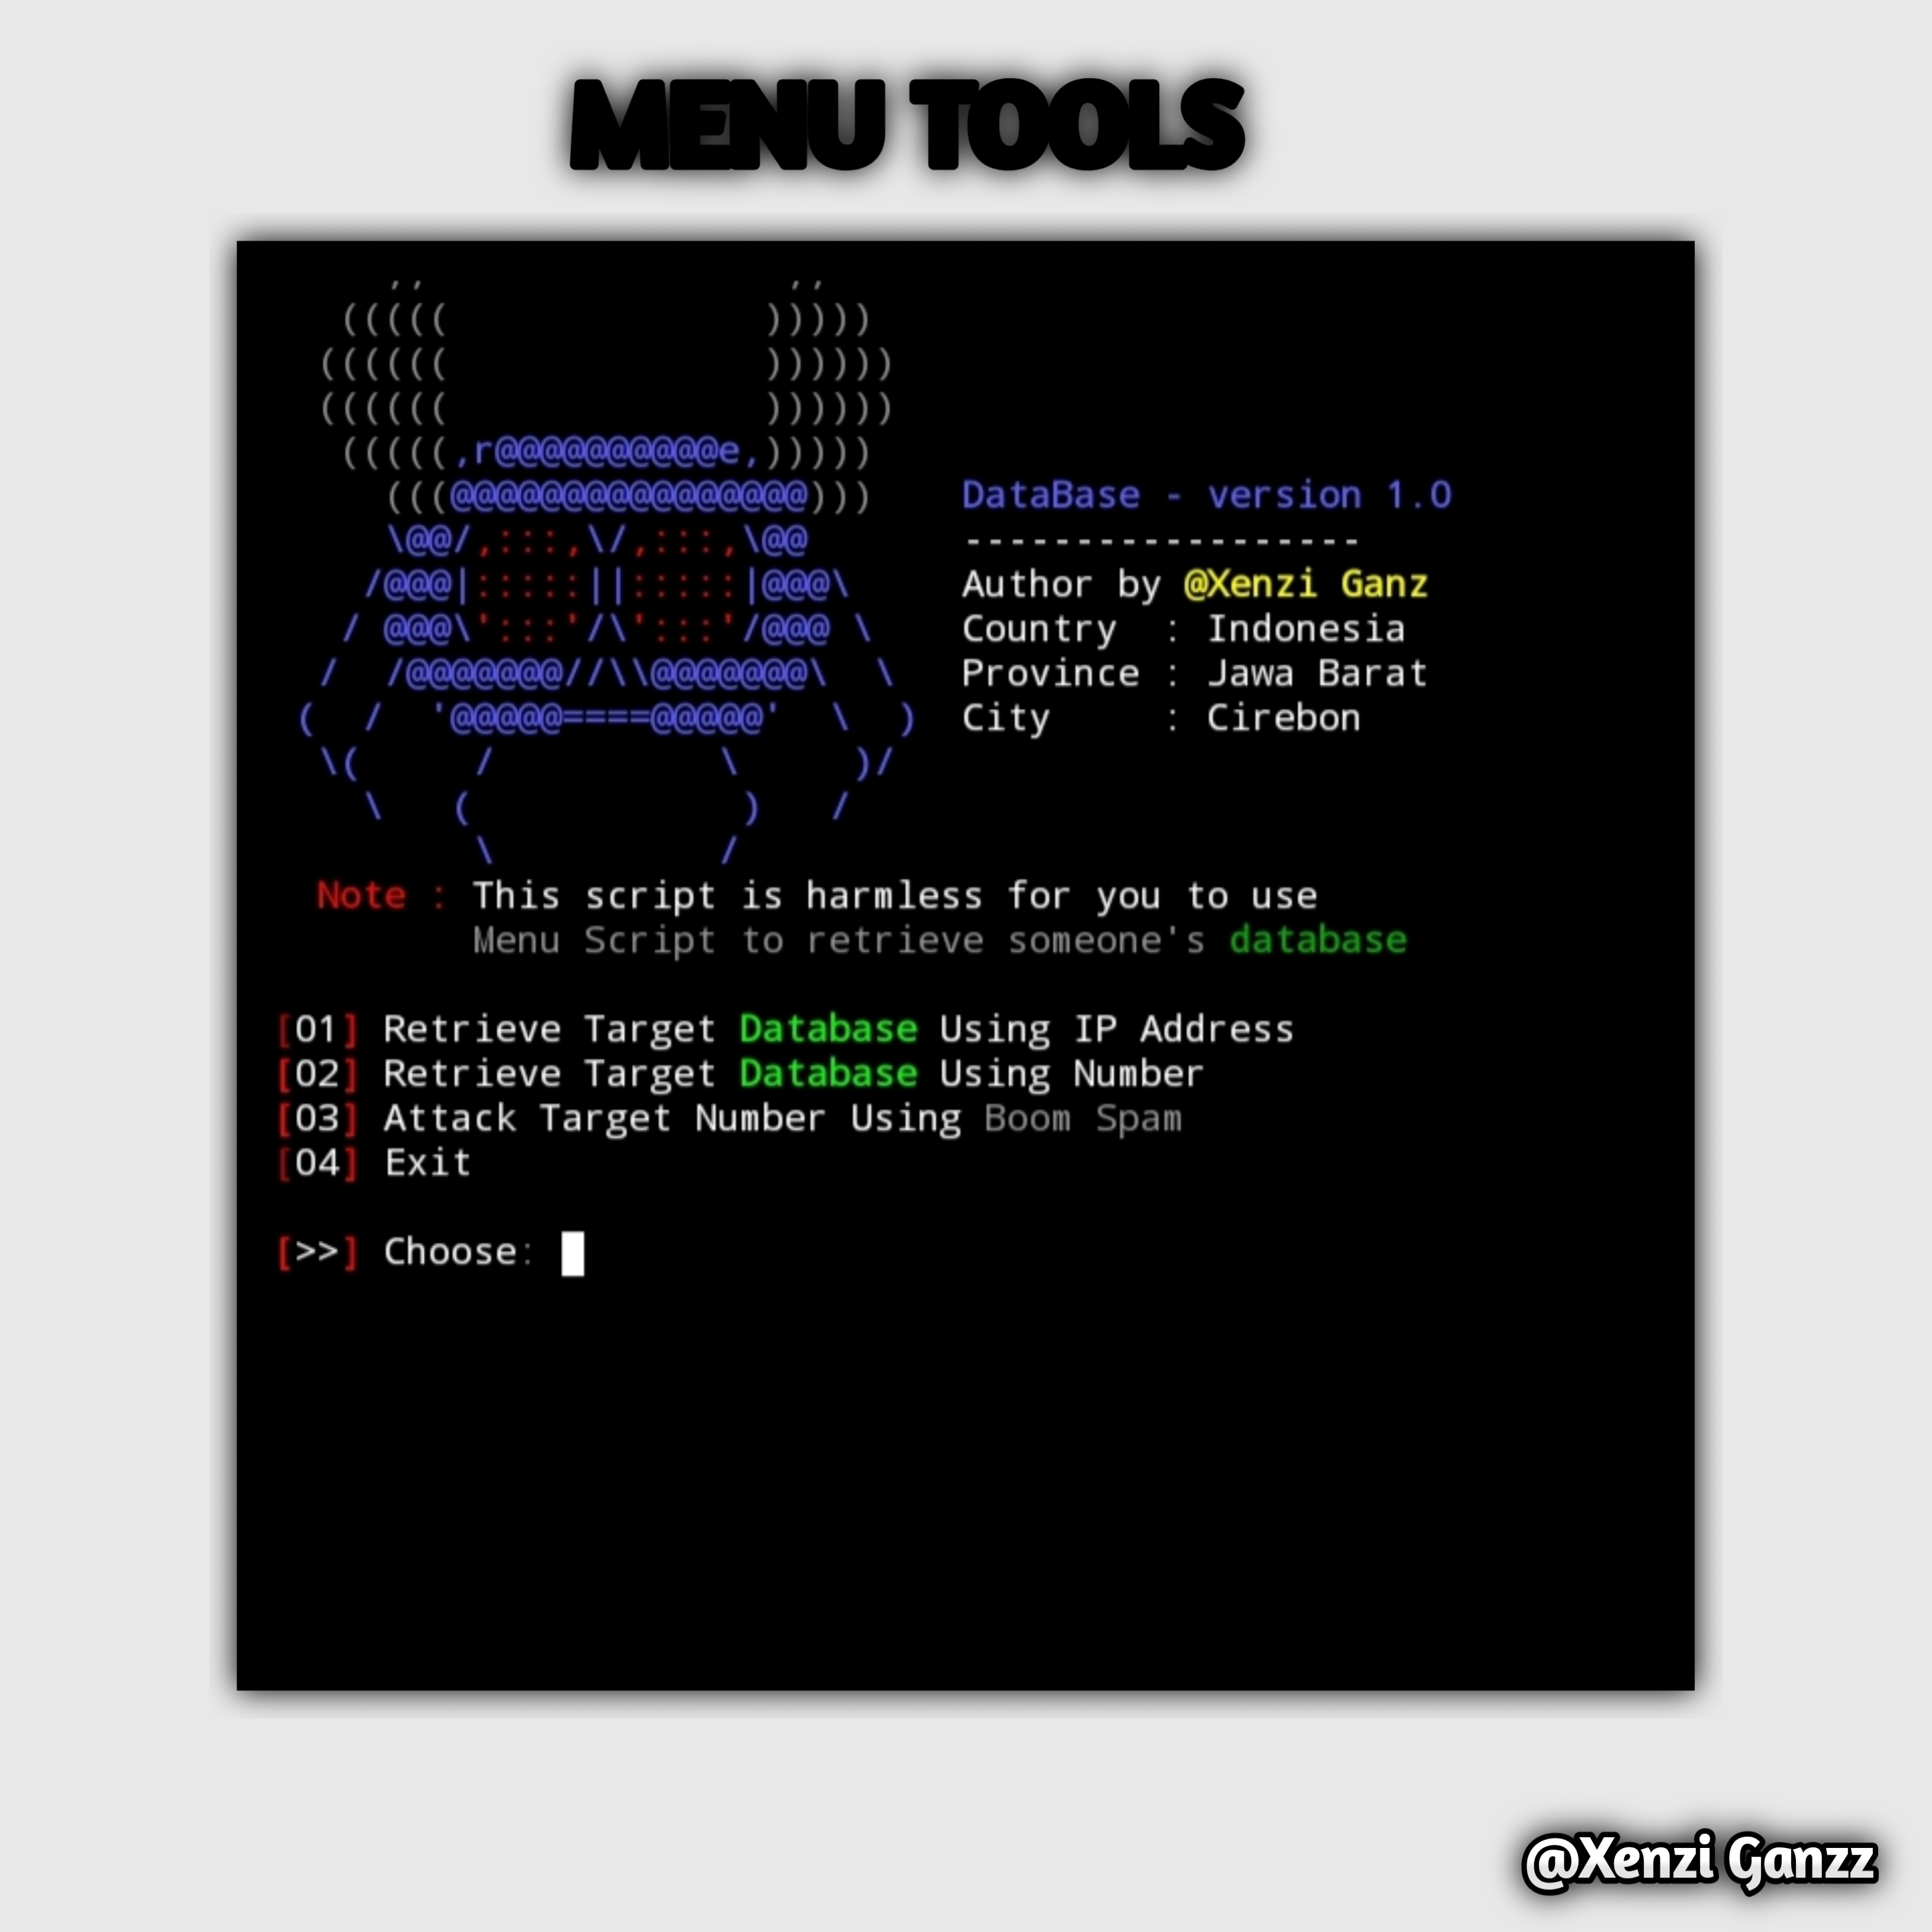 MENU TOOLS
DataBase - version 1.0
------------------
Author by @Xenzi Ganz
Country  : Indonesia
Province : Jawa Barat
City     : Cirebon
Note : This script is harmless for you to use
Menu Script to retrieve someone's database
[01] Retrieve Target Database Using IP Address
[02] Retrieve Target Database Using Number
[03] Attack Target Number Using Boom Spam
[04] Exit
[>>] Choose:
@Xenzi Ganzz